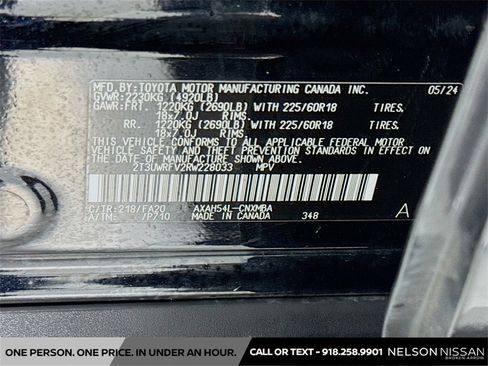 MFD. BY: TOYOTA MOTOR MANUFACTURING CANADA INC. 05/24
GVWR: 2230KG (4920LB)
GAWR: FRT. 1220KG (2690LB) WITH 225/60R18 TIRES,
18x7.0J RIMS,
RR. 1220KG (2690LB) WITH 225/60R18 TIRES,
18x7.0J RIMS,
THIS VEHICLE CONFORMS TO ALL APPLICABLE FEDERAL MOTOR
VEHICLE SAFETY AND THEFT PREVENTION STANDARDS IN EFFECT ON
THE DATE OF MANUFACTURE SHOWN ABOVE.
2T3UWRFV2RW228033 MPV
C/TR: 218/FA20 AXAH54L-CNXMBA
A/TM: /P710 MADE IN CANADA 348 A
ONE PERSON. ONE PRICE. IN UNDER AN HOUR. CALL OR TEXT - 918.258.9901 NELSON NISSAN
BROKEN ARROW